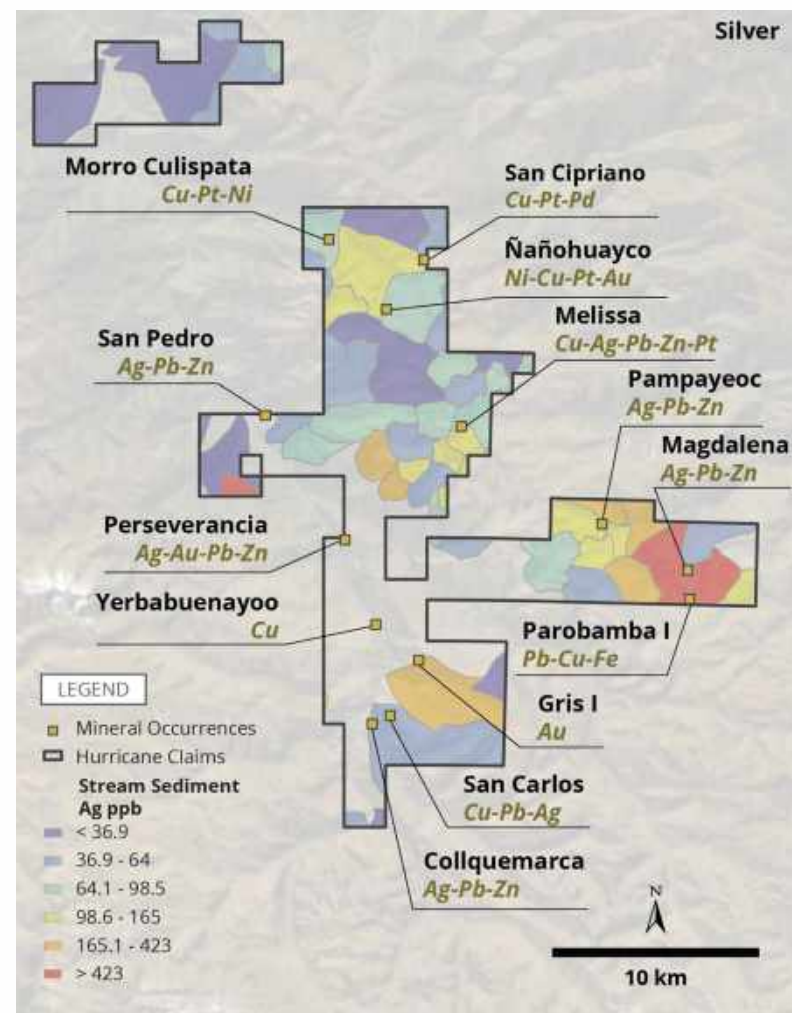 Silver
Morro Culispata
Cu-Pt-Ni
San Cipriano
Cu-Pt-Pd
Ñañohuayco
Ni-Cu-Pt-Au
Melissa
Cu-Ag-Pb-Zn-Pt
San Pedro
Ag-Pb-Zn
Pampayeoc
Ag-Pb-Zn
Magdalena
Ag-Pb-Zn
Perseverancia
Ag-Au-Pb-Zn
Yerbabuenayoo
Cu
Parobamba I
Pb-Cu-Fe
Gris I
Au
San Carlos
Cu-Pb-Ag
Collquemarca
Ag-Pb-Zn
LEGEND
Mineral Occurrences
Hurricane Claims
Stream Sediment
Ag ppb
< 36.9
36.9 - 64
64.1 - 98.5
98.6 - 165
165.1 - 423
> 423
N
10 km